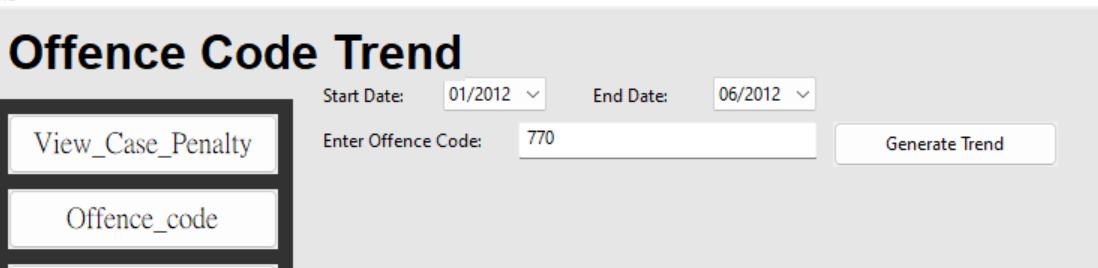 Offence Code Trend
Start Date: 01/2012 End Date: 06/2012
View_Case_Penalty Enter Offence Code: 770 Generate Trend
Offence_code